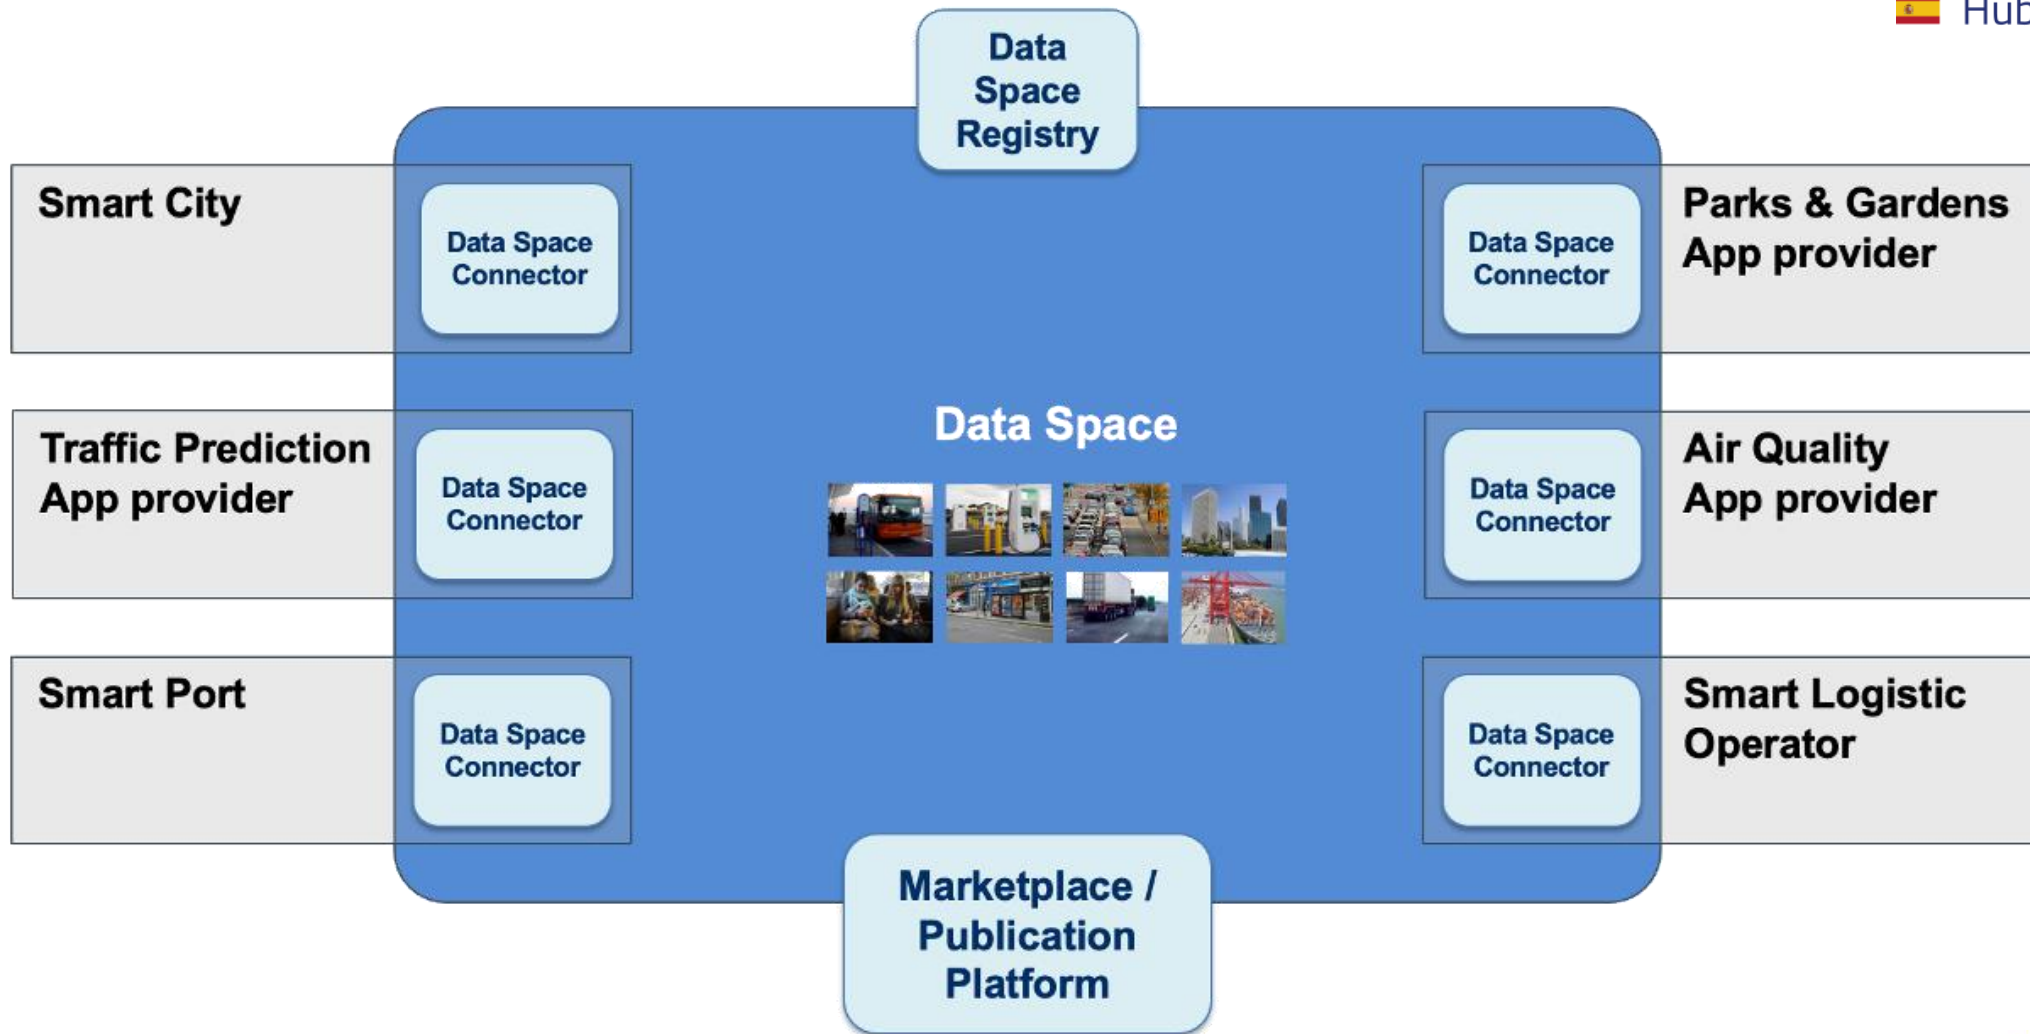 Hub
Data
Space
Registry
Smart City
Data Space
Connector
Data Space
Connector
Parks & Gardens
App provider
Traffic Prediction
App provider
Data Space
Connector
Data Space
Data Space
Connector
Air Quality
App provider
Smart Port
Data Space
Connector
Data Space
Connector
Smart Logistic
Operator
Marketplace /
Publication
Platform